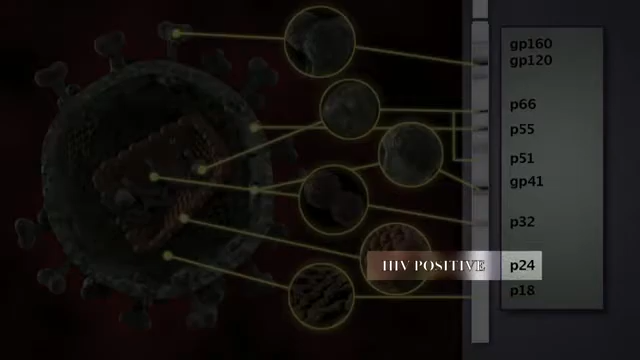 gp160
gp120
p66
p55
p51
gp41
p32
HIV POSITIVE p24
p18